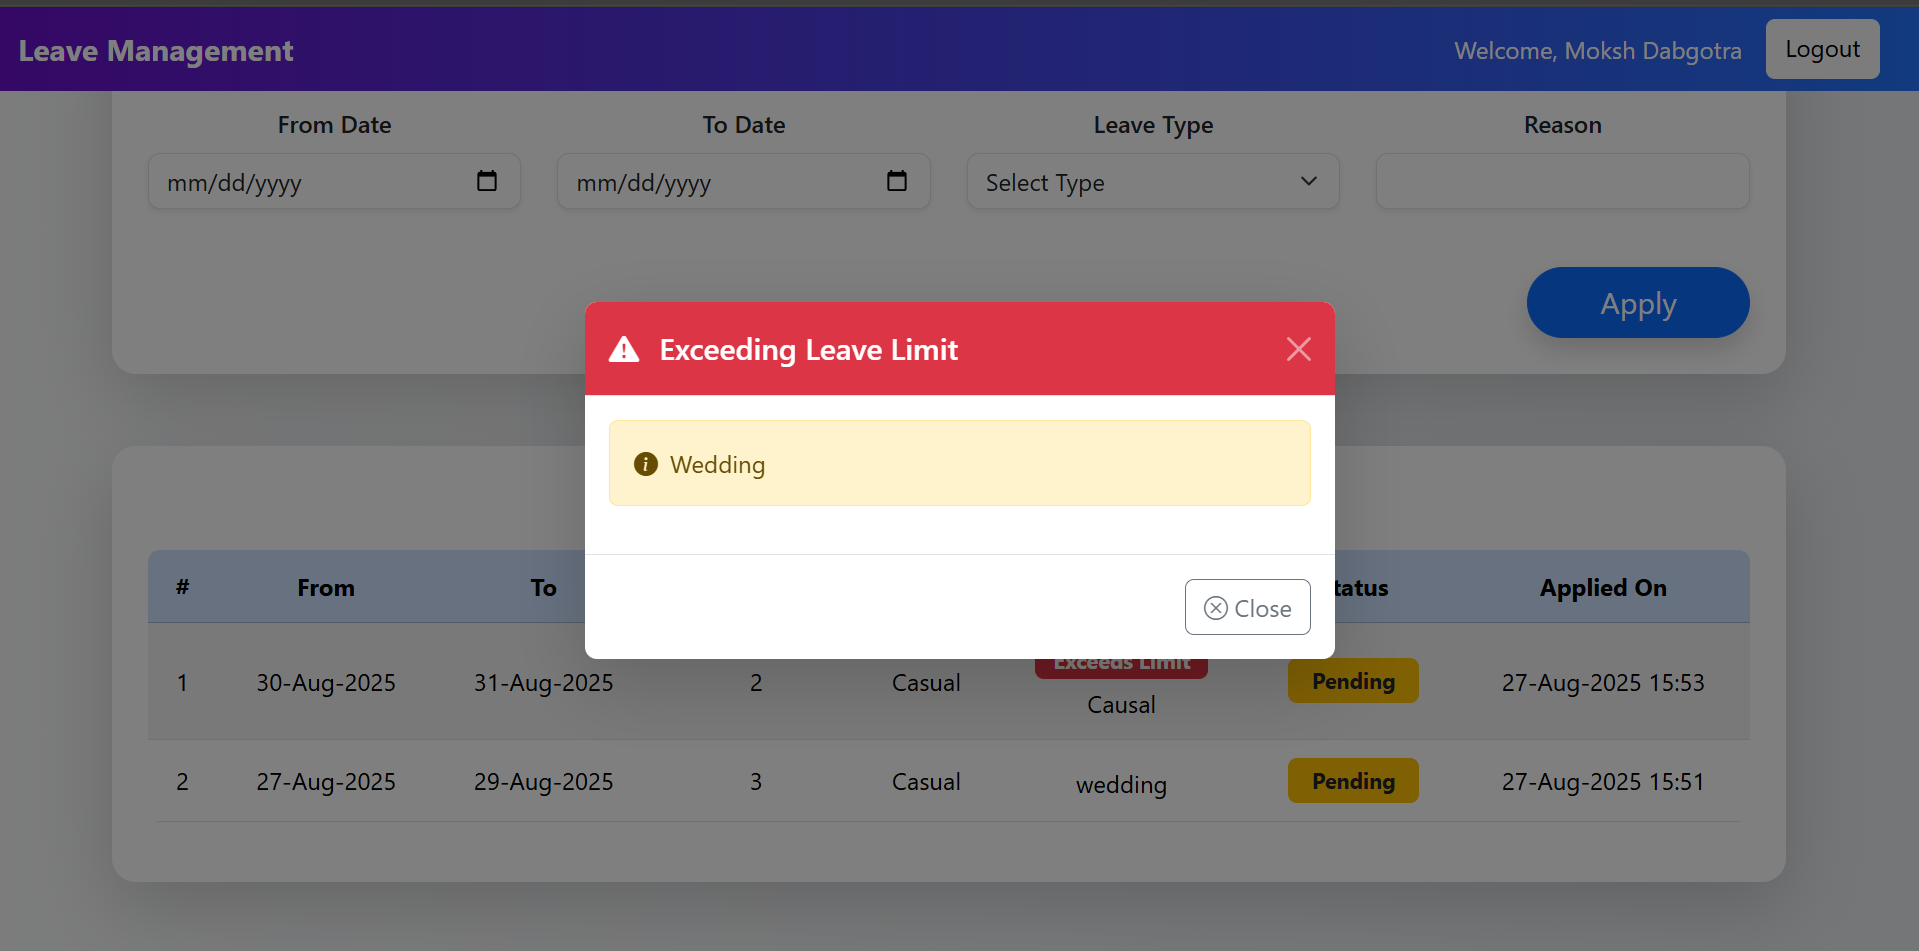 Leave Management
Welcome, Moksh Dabgotra
Logout
From Date
To Date
Leave Type
Reason
mm/dd/yyyy
mm/dd/yyyy
Select Type
Apply
Exceeding Leave Limit
Wedding
Close
# From To tatus Applied On
Exceeds Limit
1 30-Aug-2025 31-Aug-2025 2 Casual Causal Pending 27-Aug-2025 15:53
2 27-Aug-2025 29-Aug-2025 3 Casual wedding Pending 27-Aug-2025 15:51